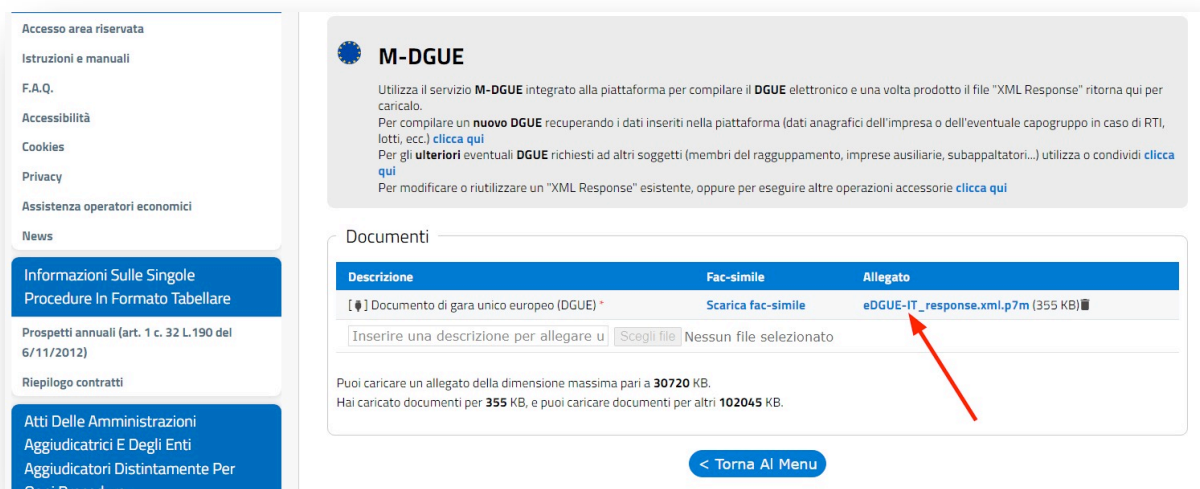 Accesso area riservata
Istruzioni e manuali
F.A.Q.
Accessibilità
Cookies
Privacy
Assistenza operatori economici
News
Informazioni Sulle Singole
Procedure In Formato Tabellare
Prospetti annuali (art. 1 c. 32 L.190 del
6/11/2012)
Riepilogo contratti
Atti Delle Amministrazioni
Aggiudicatrici E Degli Enti
Aggiudicatori Distintamente Per
M-DGUE
Utilizza il servizio M-DGUE integrato alla piattaforma per compilare il DGUE elettronico e una volta prodotto il file "XML Response" ritorna qui per
caricalo.
Per compilare un nuovo DGUE recuperando i dati inseriti nella piattaforma (dati anagrafici dell'impresa o dell'eventuale capogruppo in caso di RTI,
lotti, ecc.) clicca qui
Per gli ulteriori eventuali DGUE richiesti ad altri soggetti (membri del ragguppamento, imprese ausiliarie, subappaltatori...) utilizza o condividi clicca
qui
Per modificare o riutilizzare un "XML Response" esistente, oppure per eseguire altre operazioni accessorie clicca qui
Documenti
Descrizione Fac-simile Allegato
[ ] Documento di gara unico europeo (DGUE) * Scarica fac-simile eDGUE-IT_response.xml.p7m (355 KB)
Inserire una descrizione per allegare u Scegli file Nessun file selezionato
Puoi caricare un allegato della dimensione massima pari a 30720 KB.
Hai caricato documenti per 355 KB, e puoi caricare documenti per altri 102045 KB.
< Torna Al Menu